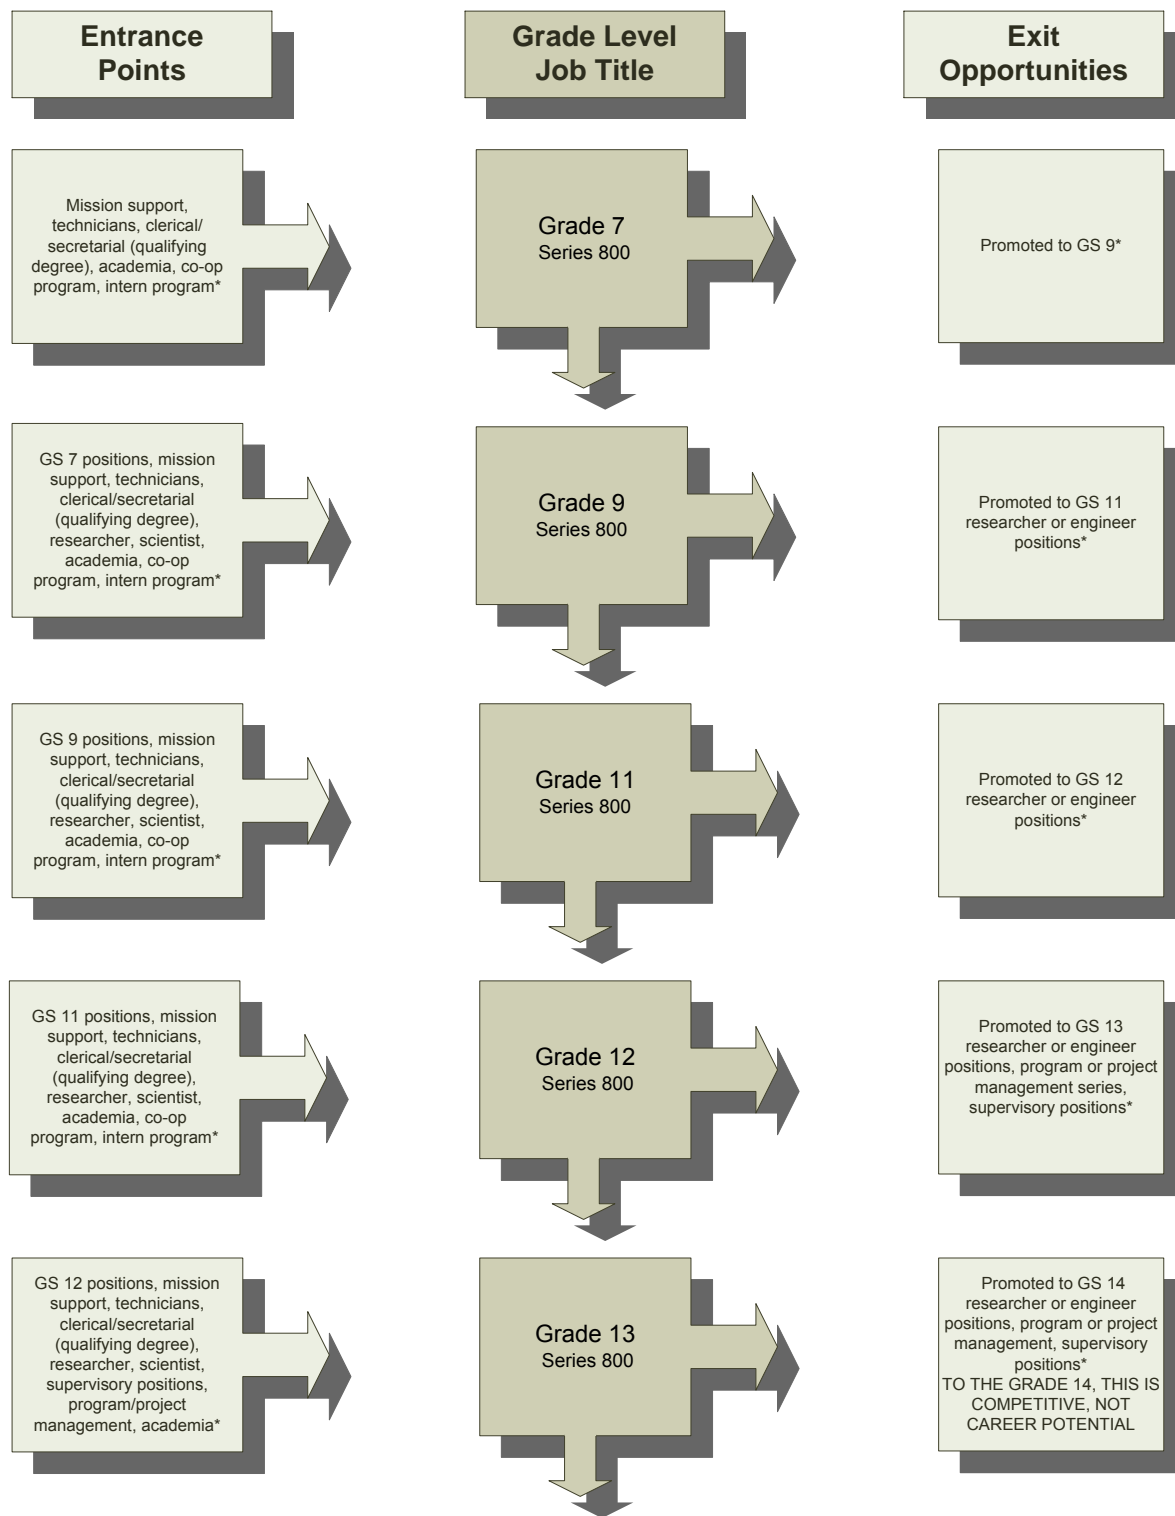 Entrance
Points
Grade Level
Job Title
Exit
Opportunities
Mission support,
technicians, clerical/
secretarial (qualifying
degree), academia, co-op
program, intern program*
Grade 7
Series 800
Promoted to GS 9*
GS 7 positions, mission
support, technicians,
clerical/secretarial
(qualifying degree),
researcher, scientist,
academia, co-op
program, intern program*
Grade 9
Series 800
Promoted to GS 11
researcher or engineer
positions*
GS 9 positions, mission
support, technicians,
clerical/secretarial
(qualifying degree),
researcher, scientist,
academia, co-op
program, intern program*
Grade 11
Series 800
Promoted to GS 12
researcher or engineer
positions*
GS 11 positions, mission
support, technicians,
clerical/secretarial
(qualifying degree),
researcher, scientist,
academia, co-op
program, intern program*
Grade 12
Series 800
Promoted to GS 13
researcher or engineer
positions, program or project
management series,
supervisory positions*
GS 12 positions, mission
support, technicians,
clerical/secretarial
(qualifying degree),
researcher, scientist,
supervisory positions,
program/project
management, academia*
Grade 13
Series 800
Promoted to GS 14
researcher or engineer
positions, program or project
management, supervisory
positions*
TO THE GRADE 14, THIS IS
COMPETITIVE, NOT
CAREER POTENTIAL